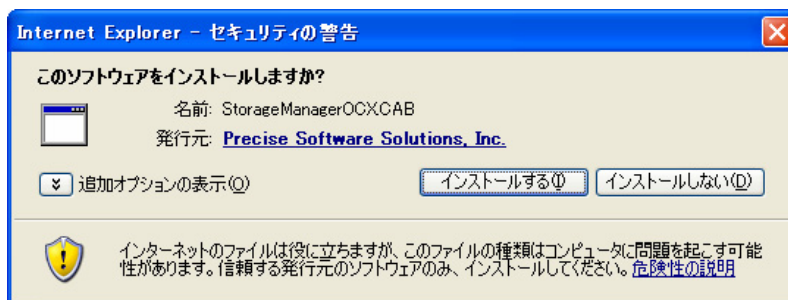 Internet Explorer - セキュリティの警告
このソフトウェアをインストールしますか?
名前: StorageManagerOCXCAB
発行元: Precise Software Solutions, Inc.
追加オプションの表示(O)
インストールする(I)
インストールしない(D)
インターネットのファイルは役に立ちますが、このファイルの種類はコンピュータに問題を起こす可能
性があります。信頼する発行元のソフトウェアのみ、インストールしてください。危険性の説明